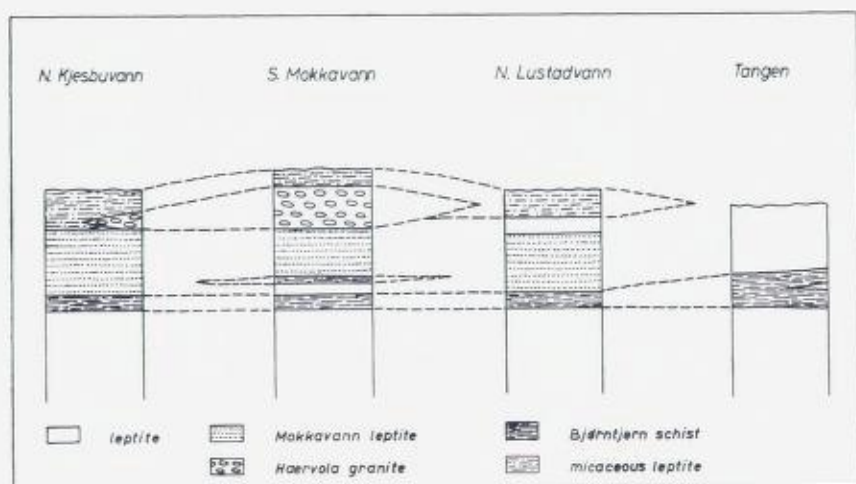 N. Kjesbuvann S. Mokkavann N. Lustadvann Tangen
leptite Mokkavann leptite Bjørntjern schist
Haervola granite micaceous leptite